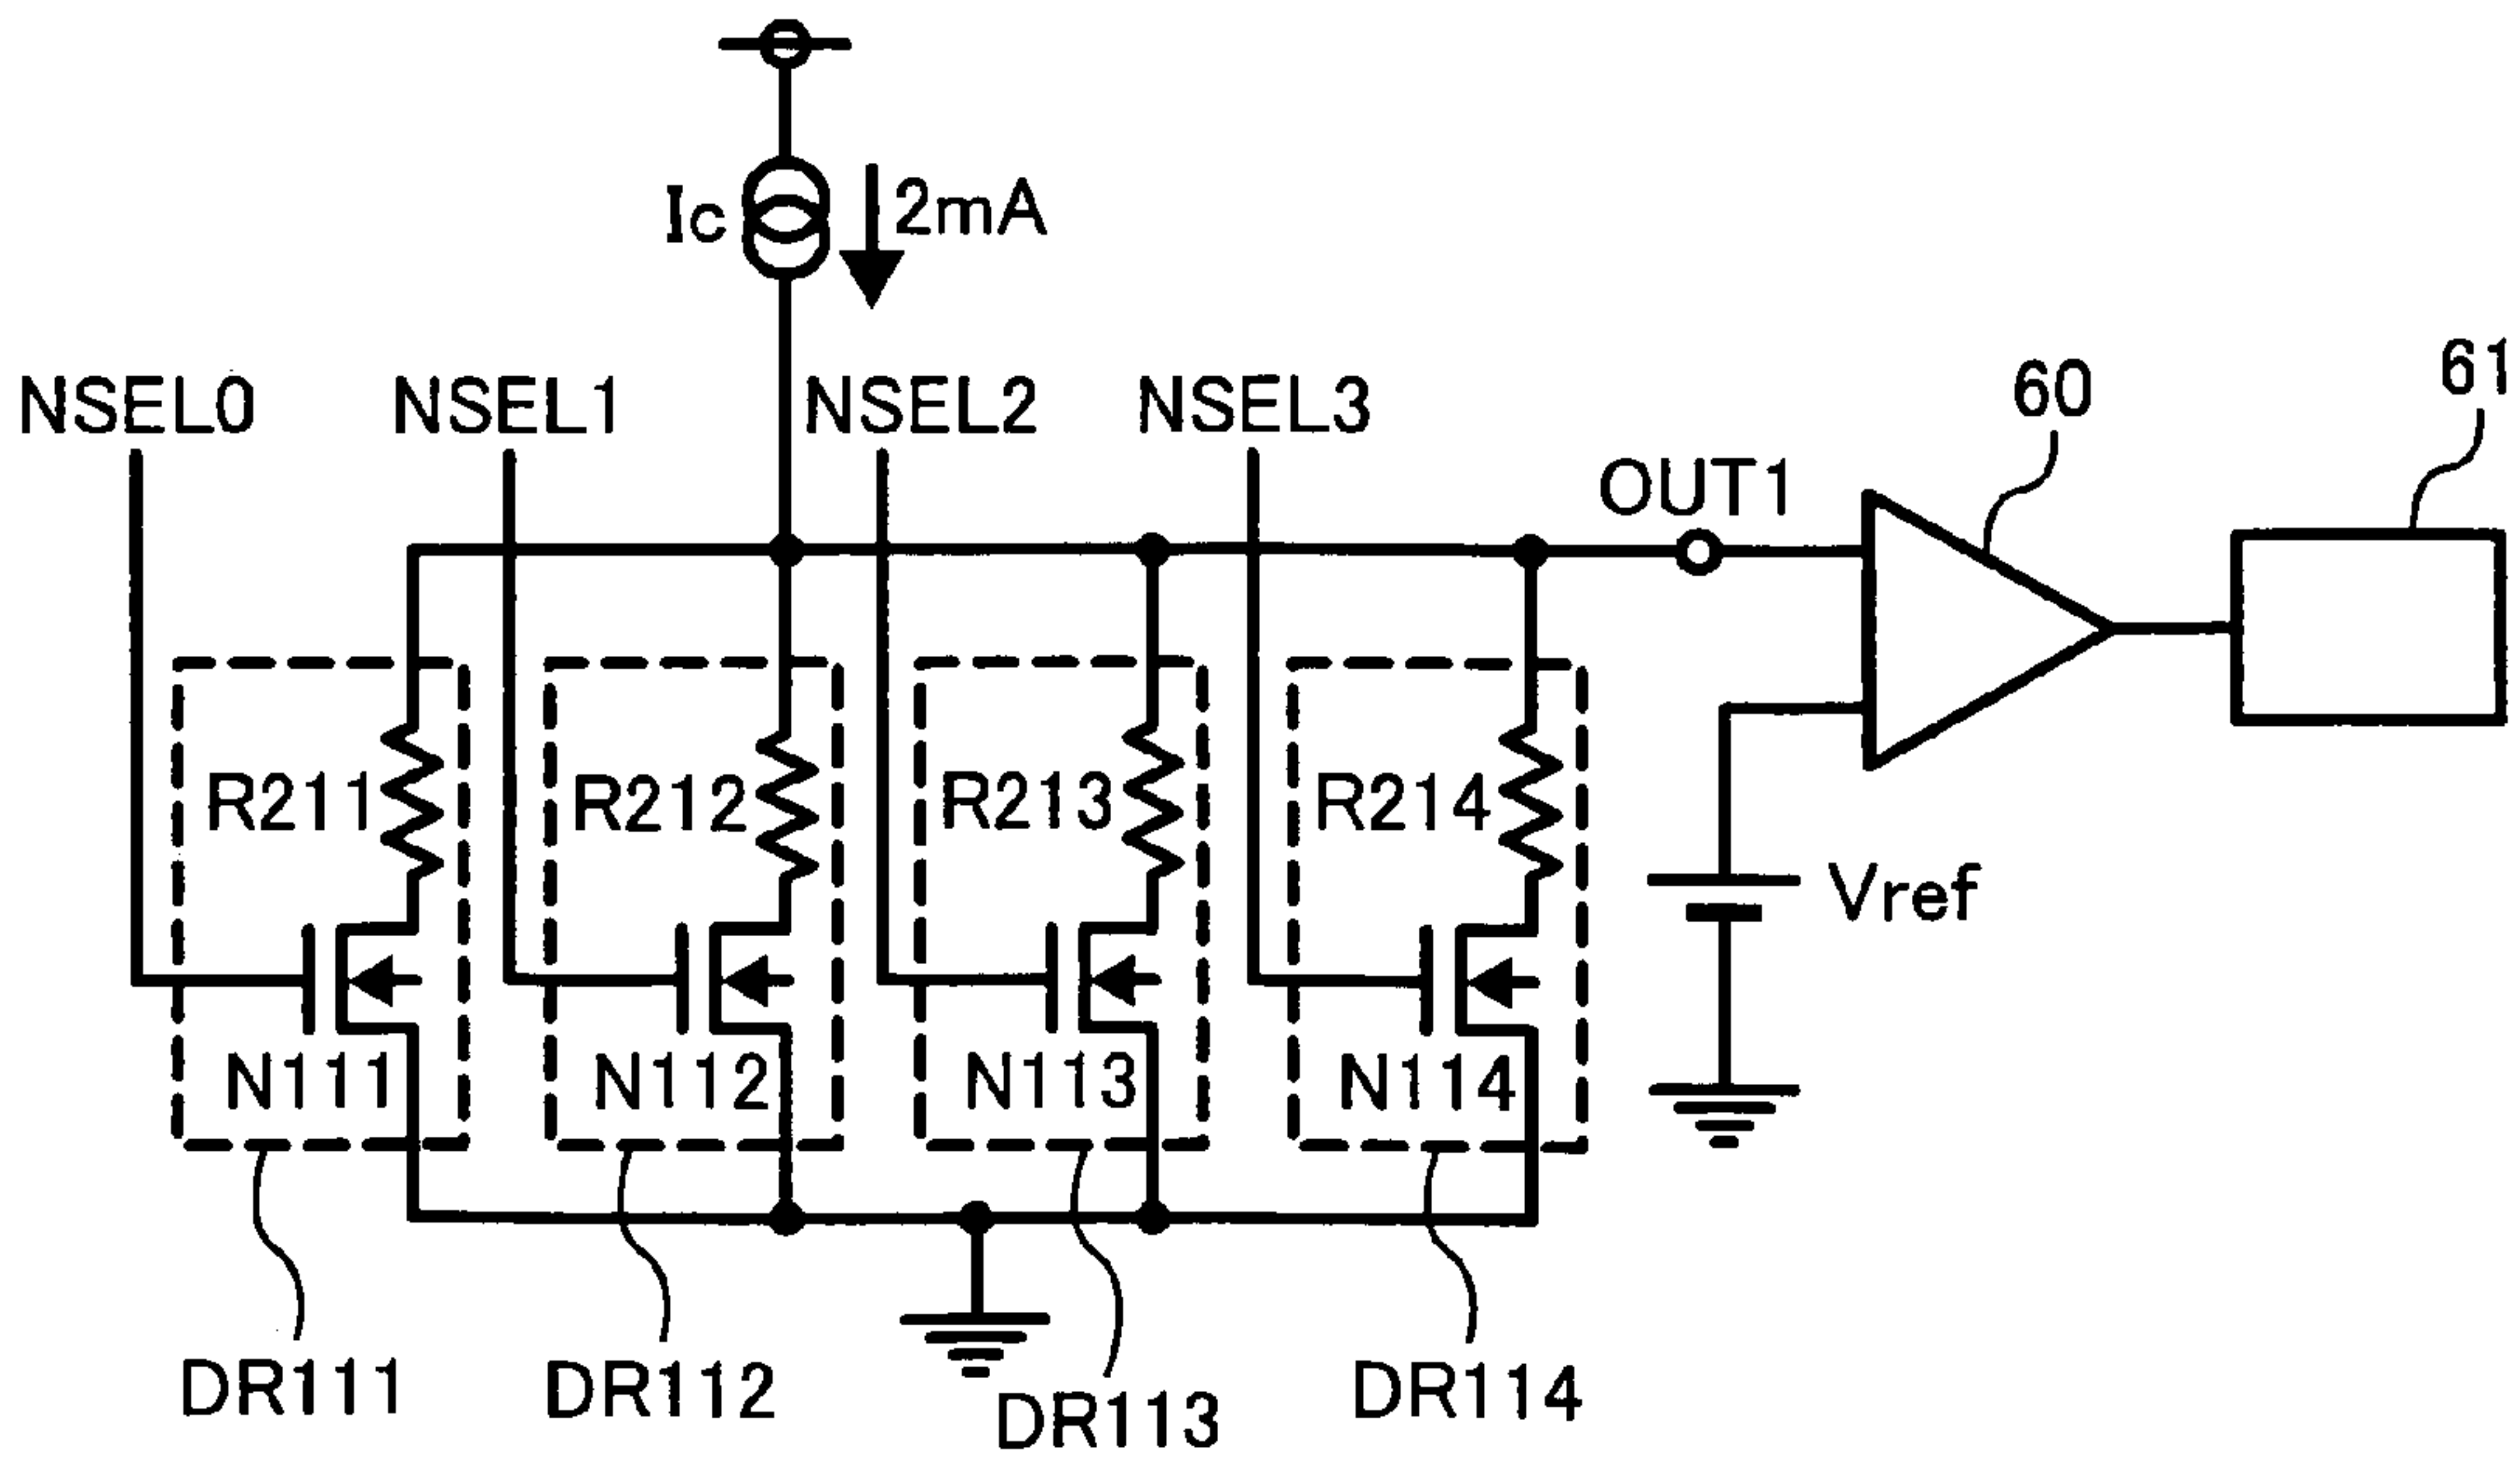 Ic
2mA
NSEL0
NSEL1
NSEL2
NSEL3
60
61
OUT1
R211
R212
R213
R214
Vref
N111
N112
N113
N114
DR111
DR112
DR113
DR114